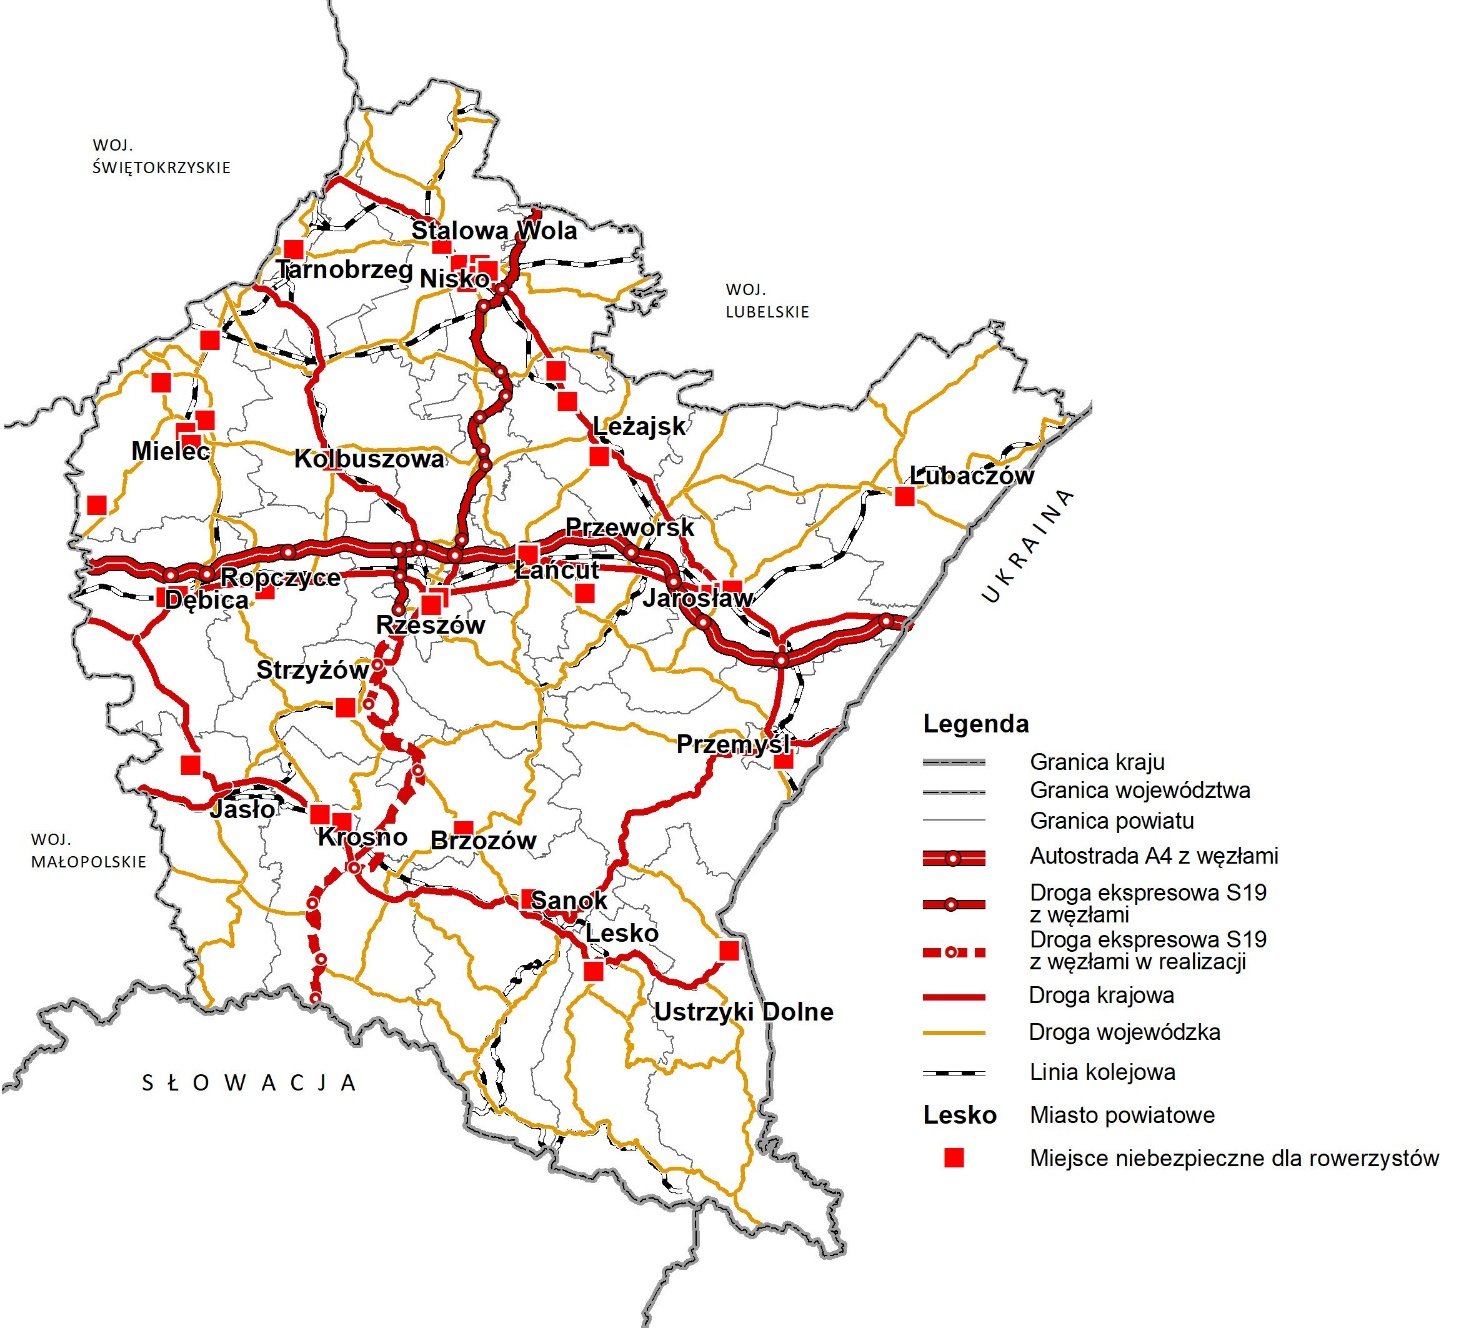 WOJ.
ŚWIĘTOKRZYSKIE
Stalowa Wola
Tarnobrzeg
Nisko
WOJ.
LUBELSKIE
Leżajsk
Mielec
Kolbuszowa
Lubaczów
UKRAINA
Przeworsk
Łańcut
Ropczyce
Dębica
Jarosław
Rzeszów
Strzyżów
Przemyśl
Jasło
Krosno
Brzozów
WOJ.
MAŁOPOLSKIE
Sanok
Lesko
Ustrzyki Dolne
SŁOWACJA
Legenda
Granica kraju
Granica województwa
Granica powiatu
Autostrada A4 z węzłami
Droga ekspresowa S19
z węzłami
Droga ekspresowa S19
z węzłami w realizacji
Droga krajowa
Droga wojewódzka
Linia kolejowa
Lesko Miasto powiatowe
Miejsce niebezpieczne dla rowerzystów